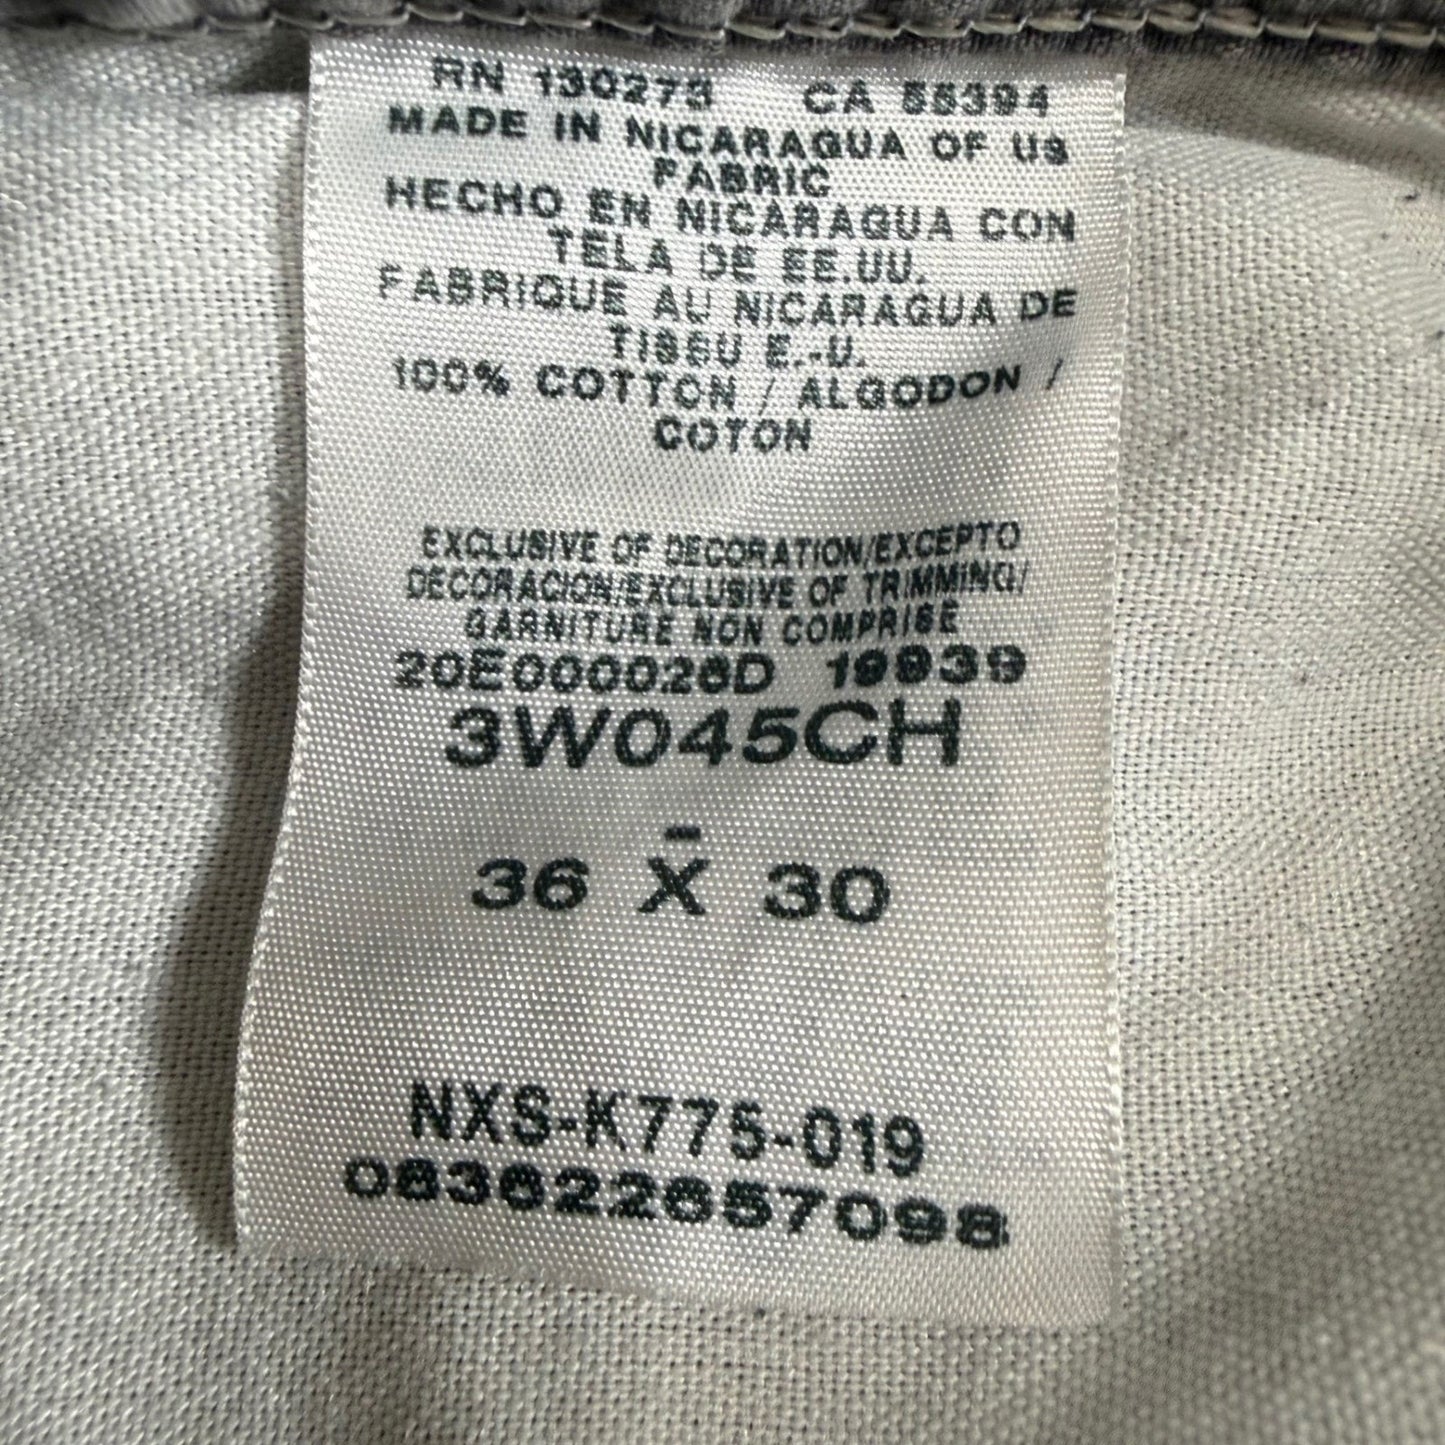 RN 130273 CA 55394
MADE IN NICARAGUA OF US
FABRIC
HECHO EN NICARAGUA CON
TELA DE EE.UU.
FABRIQUE AU NICARAGUA DE
TISSU E.-U.
100% COTTON / ALGODON /
COTON
EXCLUSIVE OF DECORATION/EXCEPTO
DECORACION/EXCLUSIVE OF TRIMMING/
GARNITURE NON COMPRISE
20E000026D 19939
3W045CH
-
36 X 30
NXS-K775-019
083622657098